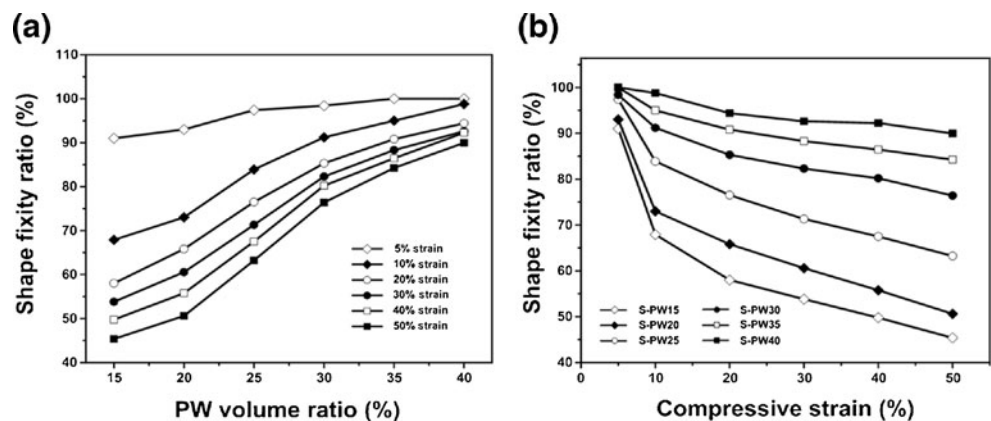 (a)
Shape fixity ratio (%)
110
100
90
80
70
60
50
40
5% strain
10% strain
20% strain
30% strain
40% strain
50% strain
15 20 25 30 35 40
PW volume ratio (%)
(b)
Shape fixity ratio (%)
100
90
80
70
60
50
40
S-PW15 S-PW30
S-PW20 S-PW35
S-PW25 S-PW40
0 10 20 30 40 50
Compressive strain (%)